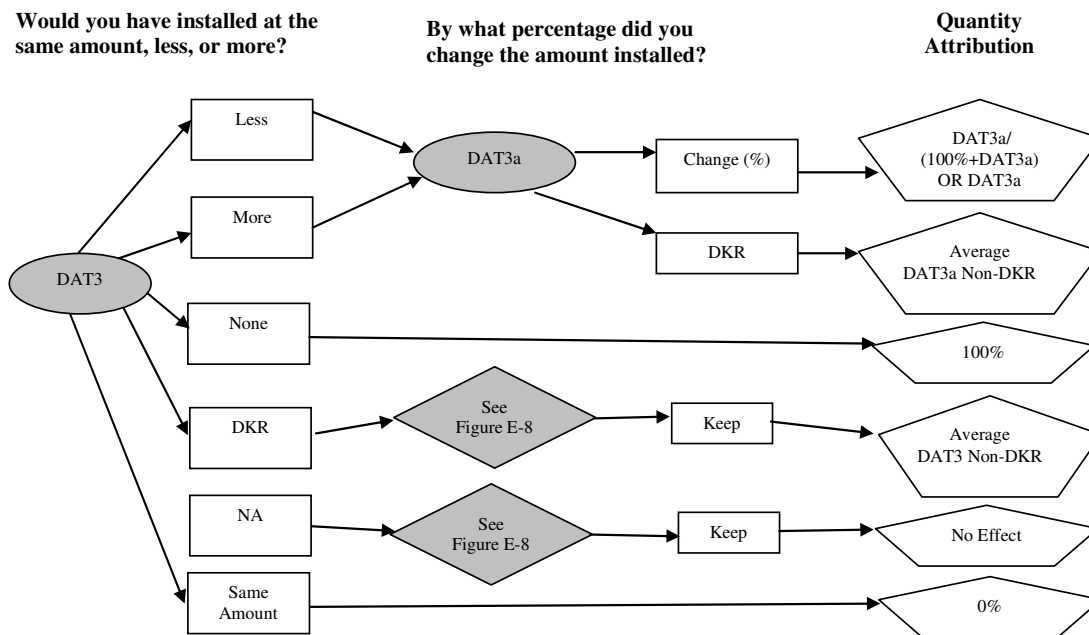 Would you have installed at the
same amount, less, or more?
By what percentage did you
change the amount installed?
Quantity
Attribution
Less
DAT3a
Change (%)
DAT3a/
(100%+DAT3a)
OR DAT3a
More
DKR
Average
DAT3a Non-DKR
DAT3
None
100%
DKR
See
Figure E-8
Keep
Average
DAT3 Non-DKR
NA
See
Figure E-8
Keep
No Effect
Same
Amount
0%